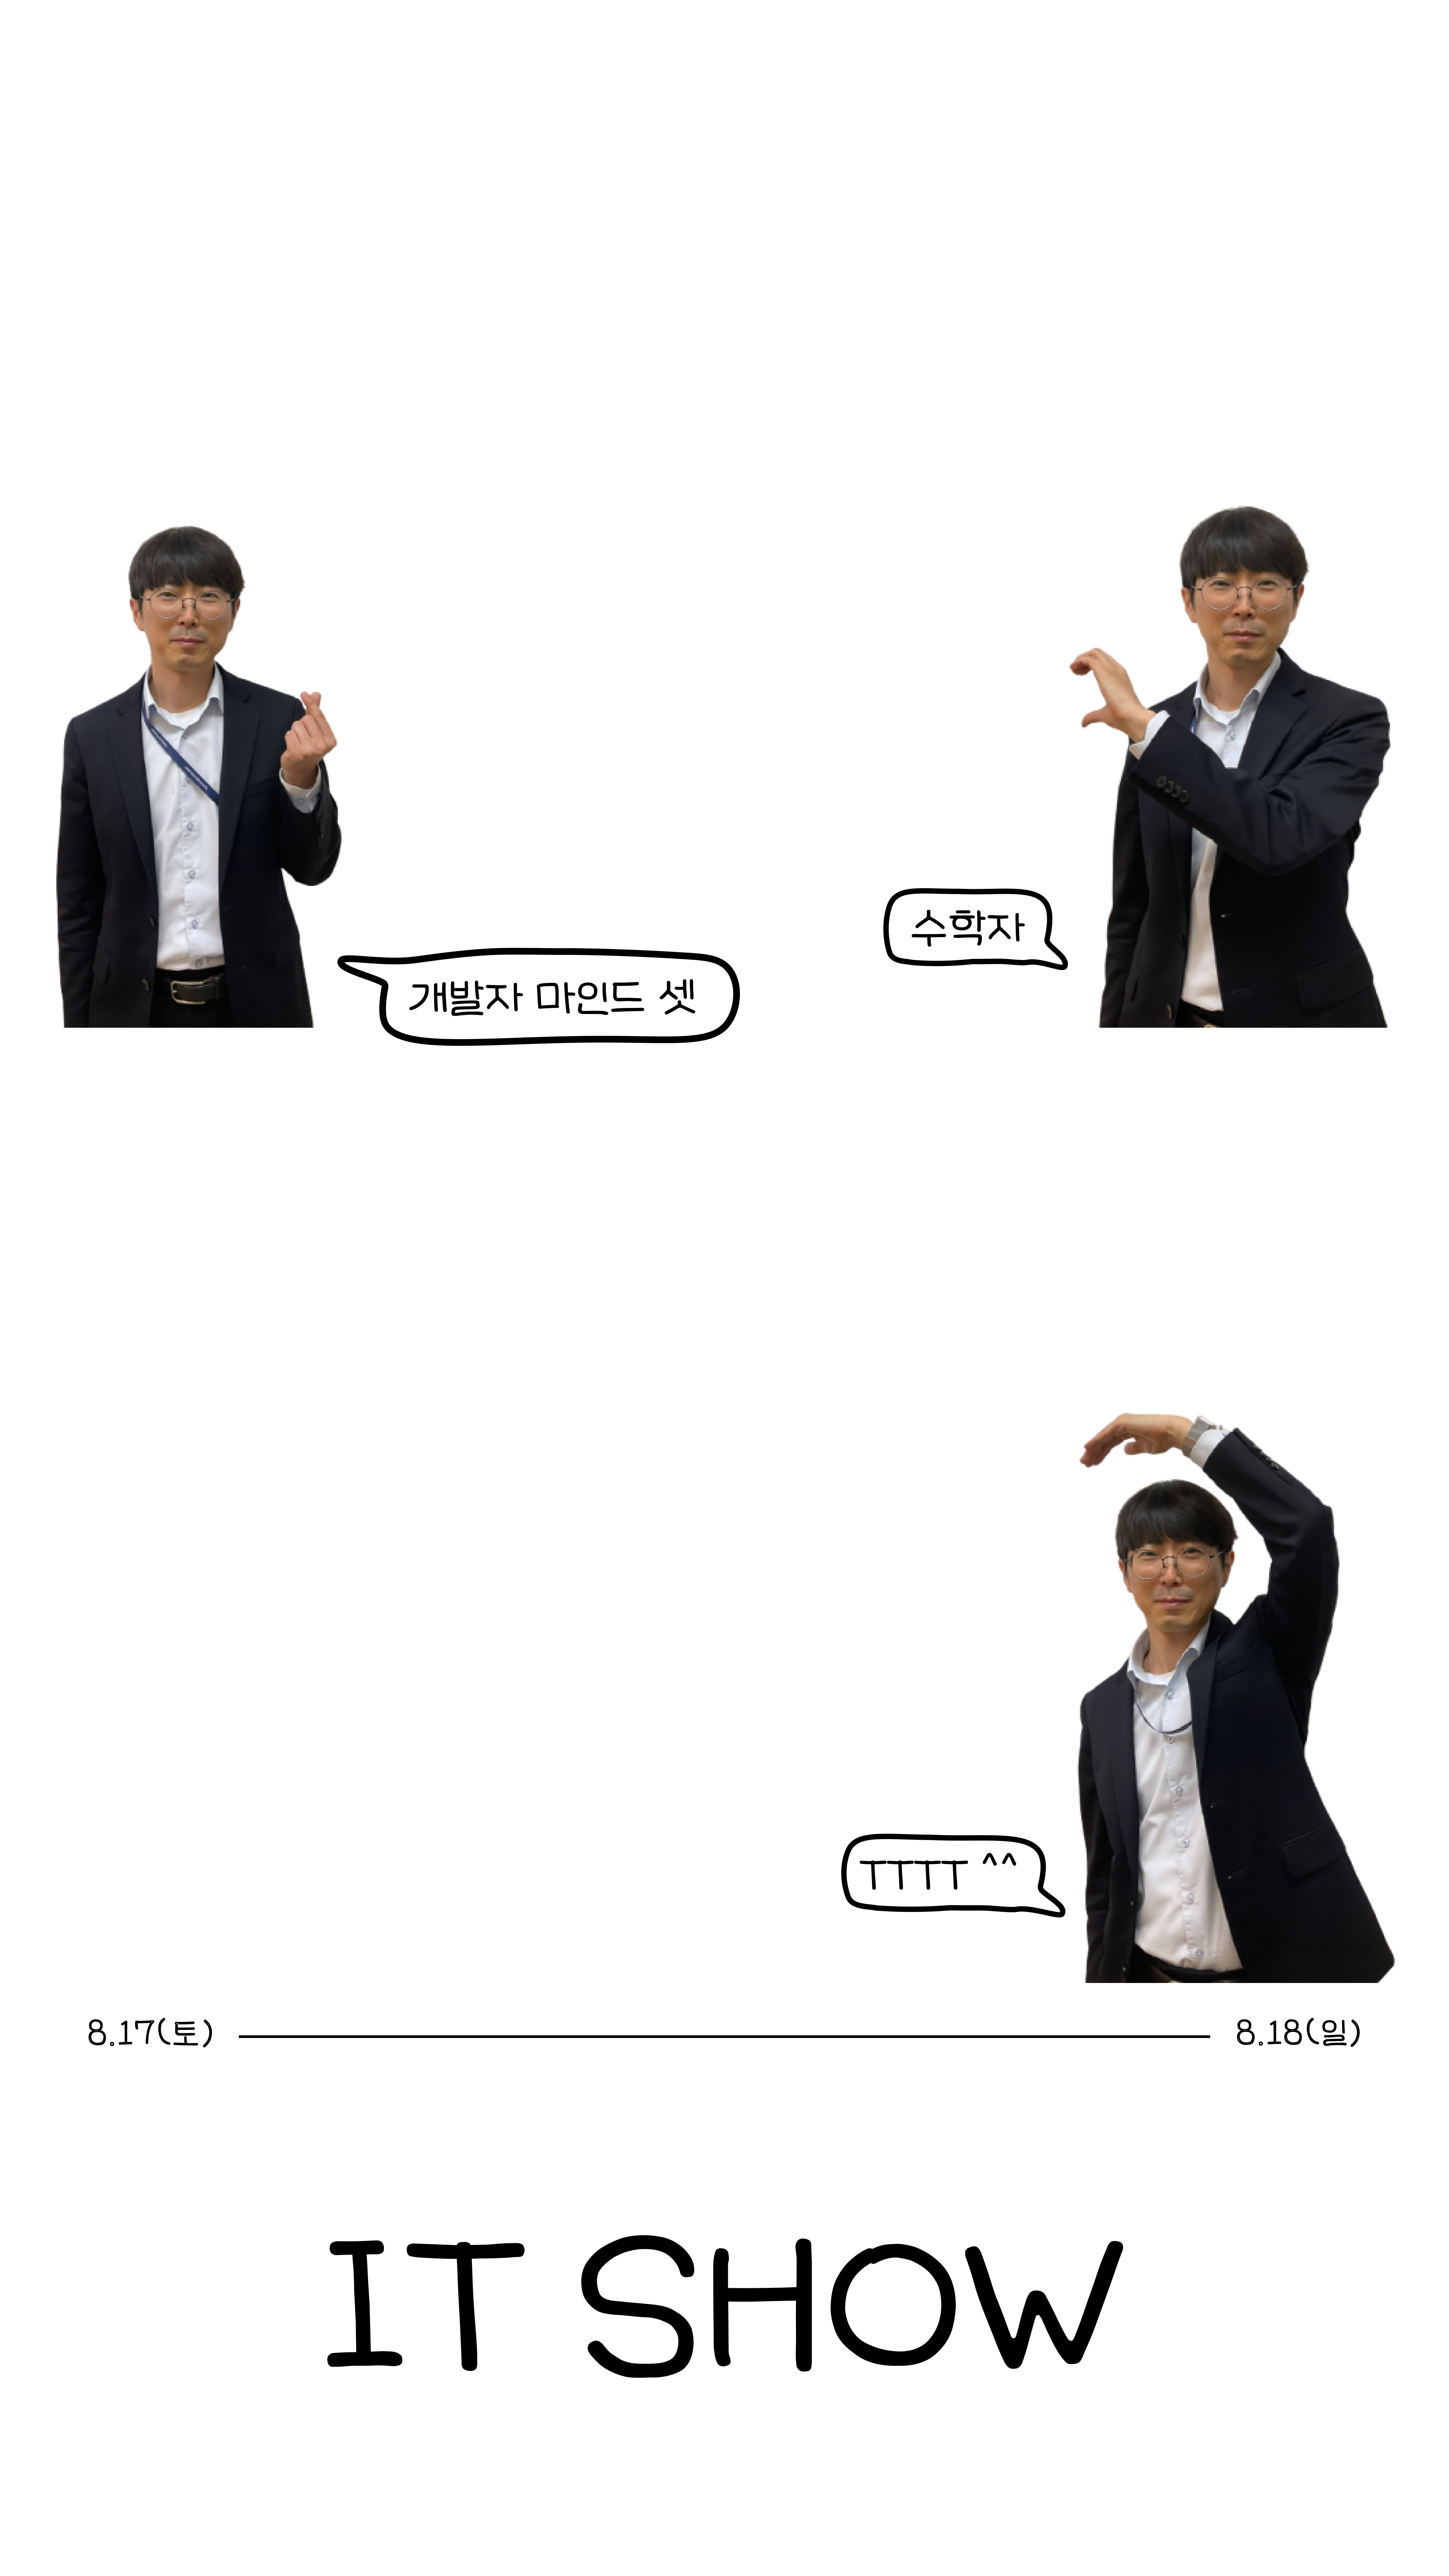 수학자
개발자 마인드 셋
TTTT ^^
8.17(토)
8.18(일)
IT SHOW